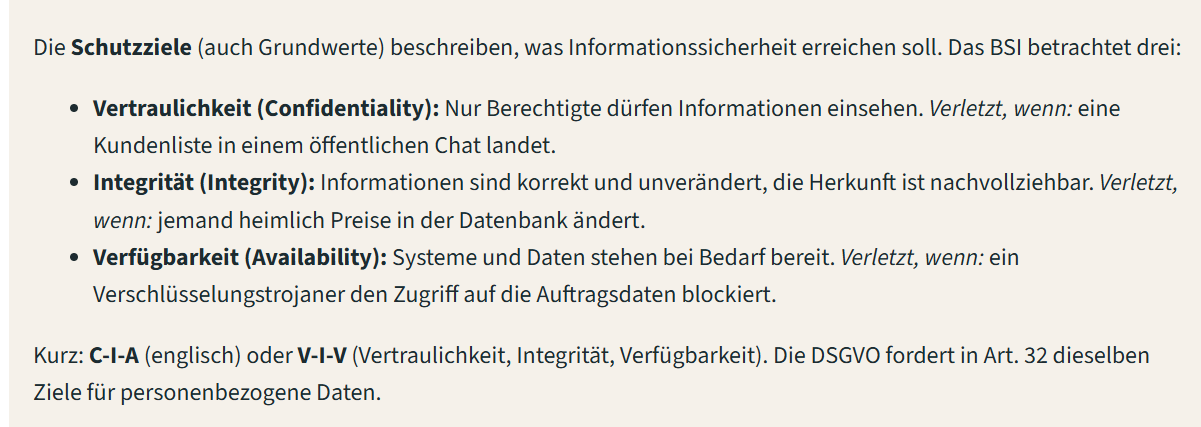 Die Schutzziele (auch Grundwerte) beschreiben, was Informationssicherheit erreichen soll. Das BSI betrachtet drei:
• Vertraulichkeit (Confidentiality): Nur Berechtigte dürfen Informationen einsehen. Verletzt, wenn: eine
Kundenliste in einem öffentlichen Chat landet.
• Integrität (Integrity): Informationen sind korrekt und unverändert, die Herkunft ist nachvollziehbar. Verletzt,
wenn: jemand heimlich Preise in der Datenbank ändert.
• Verfügbarkeit (Availability): Systeme und Daten stehen bei Bedarf bereit. Verletzt, wenn: ein
Verschlüsselungstrojaner den Zugriff auf die Auftragsdaten blockiert.
Kurz: C-I-A (englisch) oder V-I-V (Vertraulichkeit, Integrität, Verfügbarkeit). Die DSGVO fordert in Art. 32 dieselben
Ziele für personenbezogene Daten.